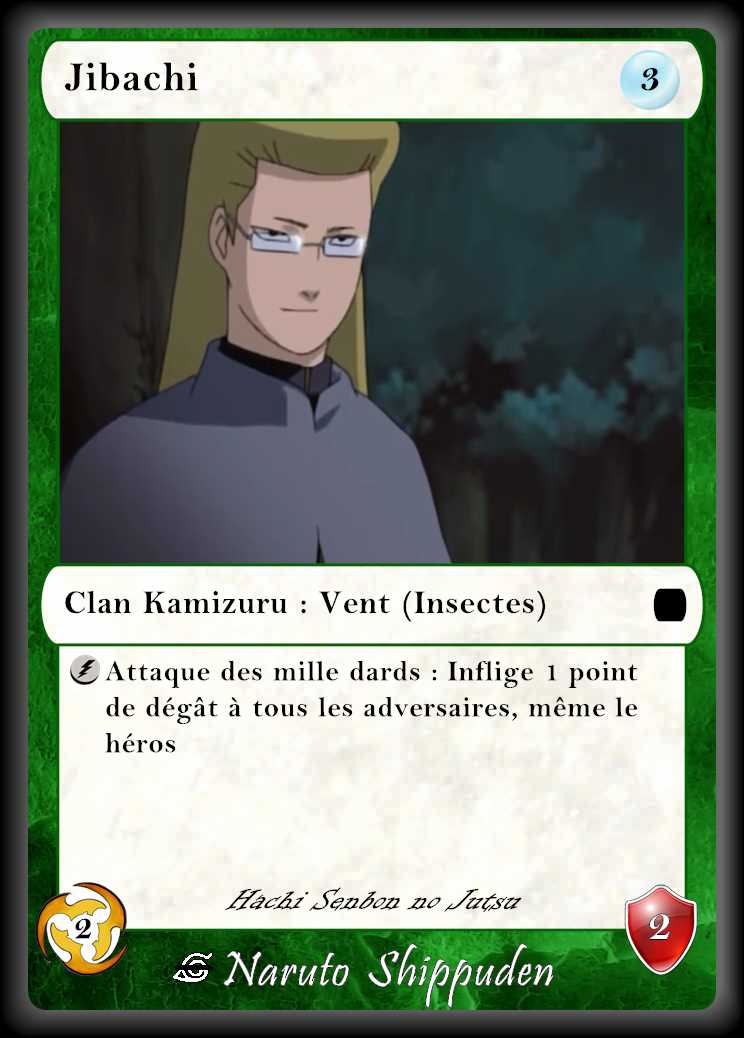 Jibachi
3
Clan Kamizuru : Vent (Insectes)
Attaque des mille dards : Inflige 1 point
de dégât à tous les adversaires, même le
héros
Hachi Senbon no Jutsu
2
2
Naruto Shippuden